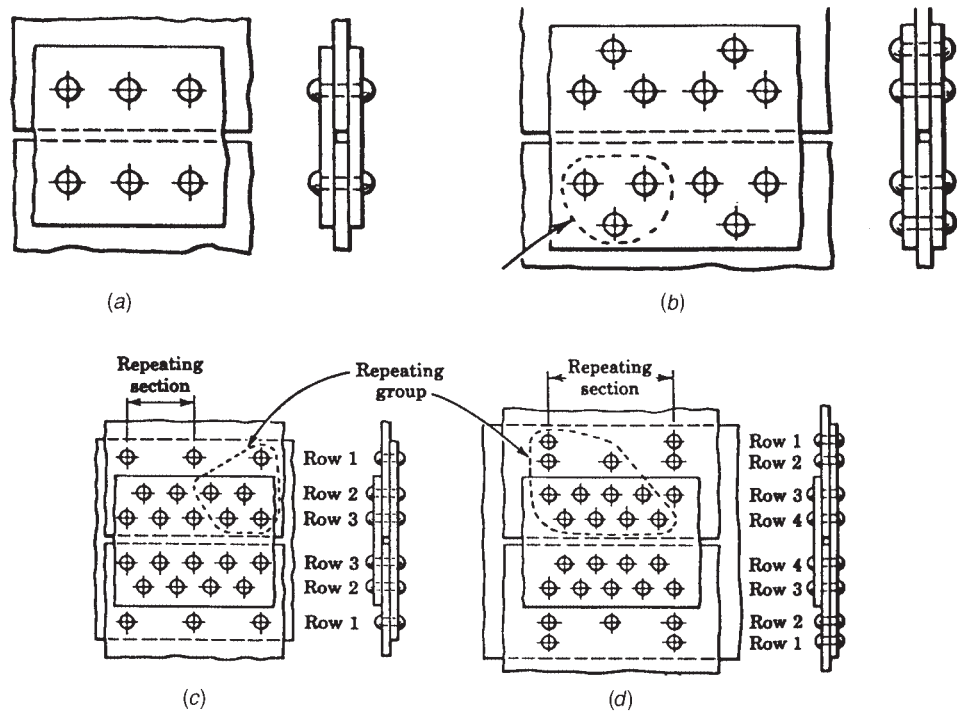 (a)
(b)
Repeating
section
Repeating
group
Repeating
section
Row 1
Row 2
Row 3
Row 3
Row 2
Row 1
Row 1
Row 2
Row 3
Row 4
Row 4
Row 3
Row 2
Row 1
(c)
(d)